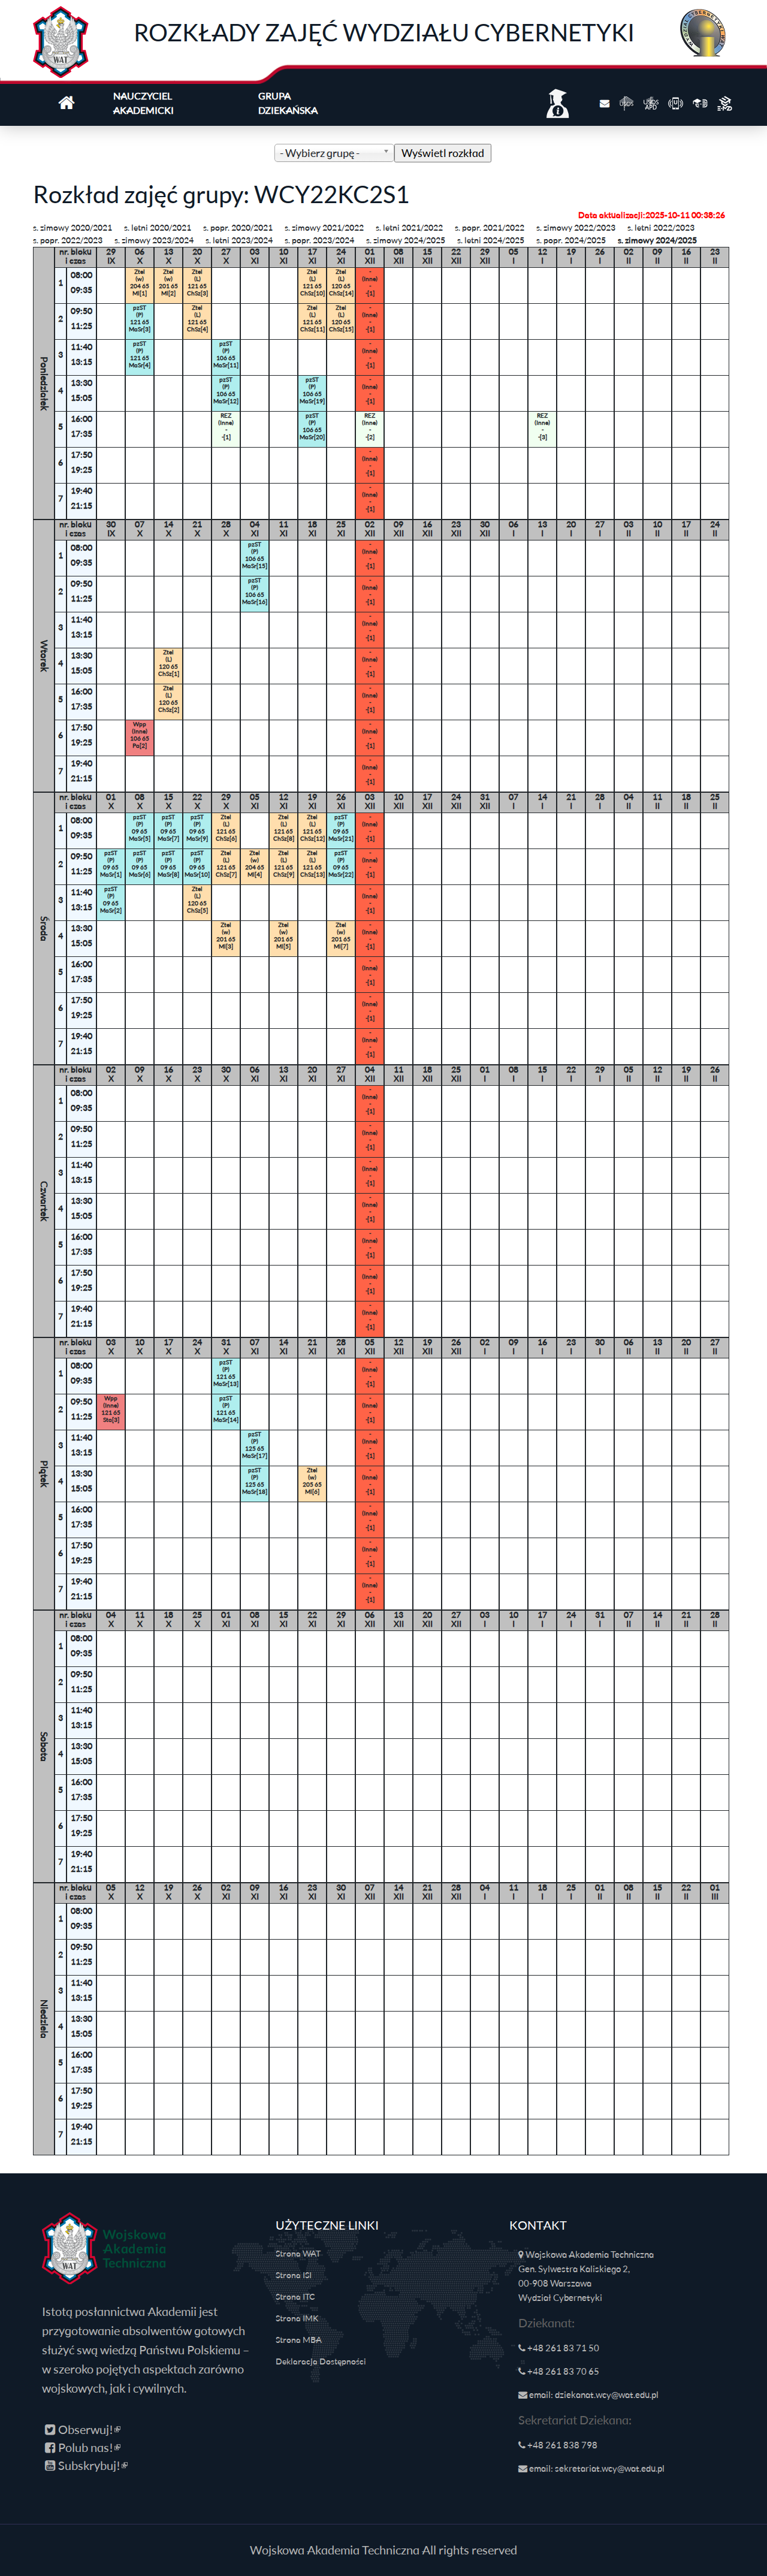 ROZKŁADY ZAJĘĆ WYDZIAŁU CYBERNETYKI
WAT
NAUCZYCIEL
AKADEMICKI
GRUPA
DZIEKAŃSKA
- Wybierz grupę -
Wyświetl rozkład
Rozkład zajęć grupy: WCY22KC2S1
Data aktualizacji:2025-10-11 00:38:26
s. zimowy 2020/2021 s. letni 2020/2021 s. popr. 2020/2021 s. zimowy 2021/2022 s. letni 2021/2022 s. popr. 2021/2022 s. zimowy 2022/2023 s. letni 2022/2023
s. popr. 2022/2023 s. zimowy 2023/2024 s. letni 2023/2024 s. popr. 2023/2024 s. zimowy 2024/2025 s. letni 2024/2025 s. popr. 2024/2025 s. zimowy 2024/2025
Poniedziałek
nr. bloku 29 06 13 20 27 03 10 17 24 01 08 15 22 29 05 12 19 26 02 09 16 23
i czas IX X X X X XI XI XI XI XII XII XII XII XII I I I I II II II II
1 08:00 09:35
Ztel (w) 204 65 Ml[1]
Ztel (w) 201 65 Ml[2]
Ztel (L) 121 65 ChSz[3]
Ztel (L) 121 65 ChSz[10]
Ztel (L) 120 65 ChSz[14]
- (Inne) - -[1]
2 09:50 11:25
pzST (P) 121 65 MaSr[3]
Ztel (L) 121 65 ChSz[4]
Ztel (L) 121 65 ChSz[11]
Ztel (L) 120 65 ChSz[15]
- (Inne) - -[1]
3 11:40 13:15
pzST (P) 121 65 MaSr[4]
pzST (P) 106 65 MaSr[11]
- (Inne) - -[1]
4 13:30 15:05
pzST (P) 106 65 MaSr[12]
pzST (P) 106 65 MaSr[19]
- (Inne) - -[1]
5 16:00 17:35
REZ (Inne) - -[1]
pzST (P) 106 65 MaSr[20]
REZ (Inne) - -[2]
REZ (Inne) - -[3]
6 17:50 19:25
- (Inne) - -[1]
7 19:40 21:15
- (Inne) - -[1]
Wtorek
nr. bloku 30 07 14 21 28 04 11 18 25 02 09 16 23 30 06 13 20 27 03 10 17 24
i czas IX X X X X XI XI XI XI XII XII XII XII XII I I I I II II II II
1 08:00 09:35
pzST (P) 106 65 MaSr[15]
- (Inne) - -[1]
2 09:50 11:25
pzST (P) 106 65 MaSr[16]
- (Inne) - -[1]
3 11:40 13:15
- (Inne) - -[1]
4 13:30 15:05
Ztel (L) 120 65 ChSz[1]
- (Inne) - -[1]
5 16:00 17:35
Ztel (L) 120 65 ChSz[2]
- (Inne) - -[1]
6 17:50 19:25
Wpp (Inne) 106 65 Pa[2]
- (Inne) - -[1]
7 19:40 21:15
- (Inne) - -[1]
Środa
nr. bloku 01 08 15 22 29 05 12 19 26 03 10 17 24 31 07 14 21 28 04 11 18 25
i czas X X X X X XI XI XI XI XII XII XII XII XII I I I I II II II II
1 08:00 09:35
pzST (P) 09 65 MaSr[5]
pzST (P) 09 65 MaSr[7]
pzST (P) 09 65 MaSr[9]
Ztel (L) 121 65 ChSz[6]
Ztel (L) 121 65 ChSz[8]
Ztel (L) 121 65 ChSz[12]
pzST (P) 09 65 MaSr[21]
- (Inne) - -[1]
2 09:50 11:25
pzST (P) 09 65 MaSr[1]
pzST (P) 09 65 MaSr[6]
pzST (P) 09 65 MaSr[8]
pzST (P) 09 65 MaSr[10]
Ztel (L) 121 65 ChSz[7]
Ztel (w) 204 65 Ml[4]
Ztel (L) 121 65 ChSz[9]
Ztel (L) 121 65 ChSz[13]
pzST (P) 09 65 MaSr[22]
- (Inne) - -[1]
3 11:40 13:15
pzST (P) 09 65 MaSr[2]
Ztel (L) 120 65 ChSz[5]
- (Inne) - -[1]
4 13:30 15:05
Ztel (w) 201 65 Ml[3]
Ztel (w) 201 65 Ml[5]
Ztel (w) 201 65 Ml[7]
- (Inne) - -[1]
5 16:00 17:35
- (Inne) - -[1]
6 17:50 19:25
- (Inne) - -[1]
7 19:40 21:15
- (Inne) - -[1]
Czwartek
nr. bloku 02 09 16 23 30 06 13 20 27 04 11 18 25 01 08 15 22 29 05 12 19 26
i czas X X X X X XI XI XI XI XII XII XII XII I I I I I II II II II
1 08:00 09:35
- (Inne) - -[1]
2 09:50 11:25
- (Inne) - -[1]
3 11:40 13:15
- (Inne) - -[1]
4 13:30 15:05
- (Inne) - -[1]
5 16:00 17:35
- (Inne) - -[1]
6 17:50 19:25
- (Inne) - -[1]
7 19:40 21:15
- (Inne) - -[1]
Piątek
nr. bloku 03 10 17 24 31 07 14 21 28 05 12 19 26 02 09 16 23 30 06 13 20 27
i czas X X X X X XI XI XI XI XII XII XII XII I I I I I II II II II
1 08:00 09:35
pzST (P) 121 65 MaSr[13]
- (Inne) - -[1]
2 09:50 11:25
Wpp (Inne) 121 65 Sta[3]
pzST (P) 121 65 MaSr[14]
- (Inne) - -[1]
3 11:40 13:15
pzST (P) 125 65 MaSr[17]
- (Inne) - -[1]
4 13:30 15:05
pzST (P) 125 65 MaSr[18]
Ztel (w) 205 65 Ml[6]
- (Inne) - -[1]
5 16:00 17:35
- (Inne) - -[1]
6 17:50 19:25
- (Inne) - -[1]
7 19:40 21:15
- (Inne) - -[1]
Sobota
nr. bloku 04 11 18 25 01 08 15 22 29 06 13 20 27 03 10 17 24 31 07 14 21 28
i czas X X X X XI XI XI XI XI XII XII XII XII I I I I I II II II II
1 08:00 09:35
2 09:50 11:25
3 11:40 13:15
4 13:30 15:05
5 16:00 17:35
6 17:50 19:25
7 19:40 21:15
Niedziela
nr. bloku 05 12 19 26 02 09 16 23 30 07 14 21 28 04 11 18 25 01 08 15 22 01
i czas X X X X XI XI XI XI XI XII XII XII XII I I I I II II II II III
1 08:00 09:35
2 09:50 11:25
3 11:40 13:15
4 13:30 15:05
5 16:00 17:35
6 17:50 19:25
7 19:40 21:15
WAT
Wojskowa
Akademia
Techniczna
Istotą posłannictwa Akademii jest
przygotowanie absolwentów gotowych
służyć swą wiedzą Państwu Polskiemu –
w szeroko pojętych aspektach zarówno
wojskowych, jak i cywilnych.
Obserwuj!
Polub nas!
Subskrybuj!
UŻYTECZNE LINKI
Strona WAT
Strona ISI
Strona ITC
Strona IMK
Strona MBA
Deklaracja Dostępności
KONTAKT
Wojskowa Akademia Techniczna
Gen. Sylwestra Kaliskiego 2,
00-908 Warszawa
Wydział Cybernetyki
Dziekanat:
+48 261 83 71 50
+48 261 83 70 65
email: dziekanat.wcy@wat.edu.pl
Sekretariat Dziekana:
+48 261 838 798
email: sekretariat.wcy@wat.edu.pl
Wojskowa Akademia Techniczna All rights reserved